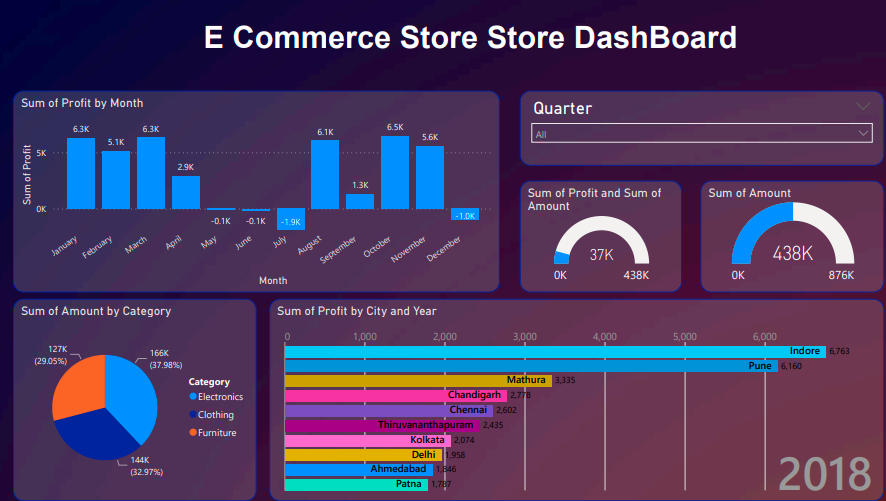 E Commerce Store Store DashBoard
Sum of Profit by Month
Sum of Profit
5K
0K
6.3K
5.1K
6.3K
2.9K
-0.1K
-0.1K
-1.9K
6.1K
1.3K
6.5K
5.6K
-1.0K
January
February
March
April
May
June
July
August
September
October
November
December
Month
Quarter
All
Sum of Profit and Sum of
Amount
37K
0K
438K
Sum of Amount
438K
0K
876K
Sum of Amount by Category
127K
(29.05%)
166K
(37.98%)
144K
(32.97%)
Category
Electronics
Clothing
Furniture
Sum of Profit by City and Year
0 1,000 2,000 3,000 4,000 5,000 6,000
Indore 6,763
Pune 6,160
Mathura 3,335
Chandigarh 2,778
Chennai 2,602
Thiruvananthapuram 2,435
Kolkata 2,074
Delhi 1,958
Ahmedabad 1,846
Patna 1,787
2018